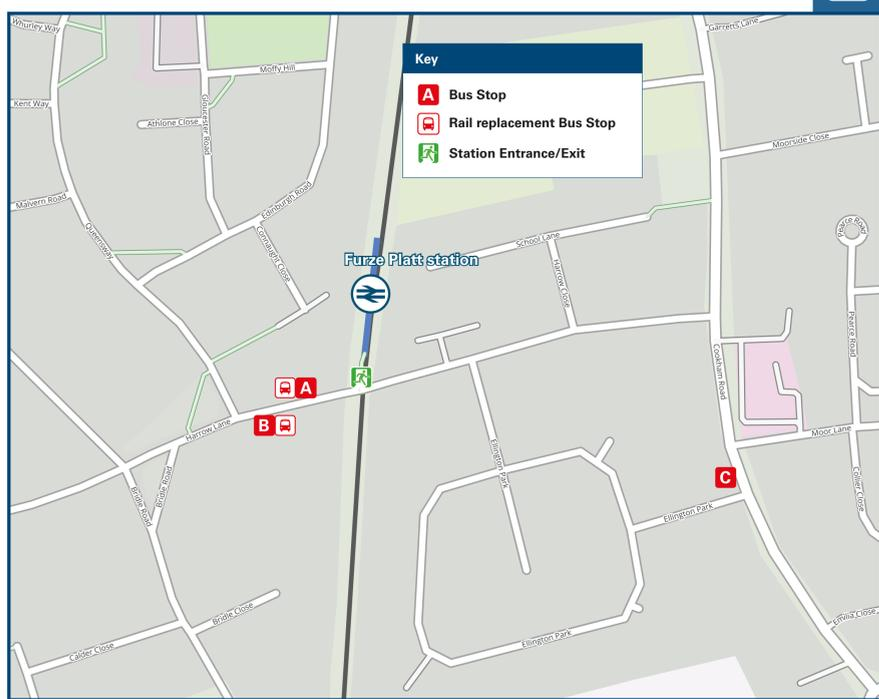 Whurley Way
Garretts Lane
Key
A Bus Stop
Rail replacement Bus Stop
Station Entrance/Exit
Moffy Hill
Kent Way
Athlone Close
Gloucester Road
Moorside Close
Malvern Road
Edinburgh Road
Queensway
Connaught Close
School Lane
Pearce Road
Furze Platt station
Harrow Close
Pearce Road
Cookham Road
A
B
Harrow Lane
Moor Lane
Ellington Park
Bridle Road
Bridle Road
C
Collier Close
Ellington Park
Bridle Close
Envilla Close
Ellington Park
Calder Close